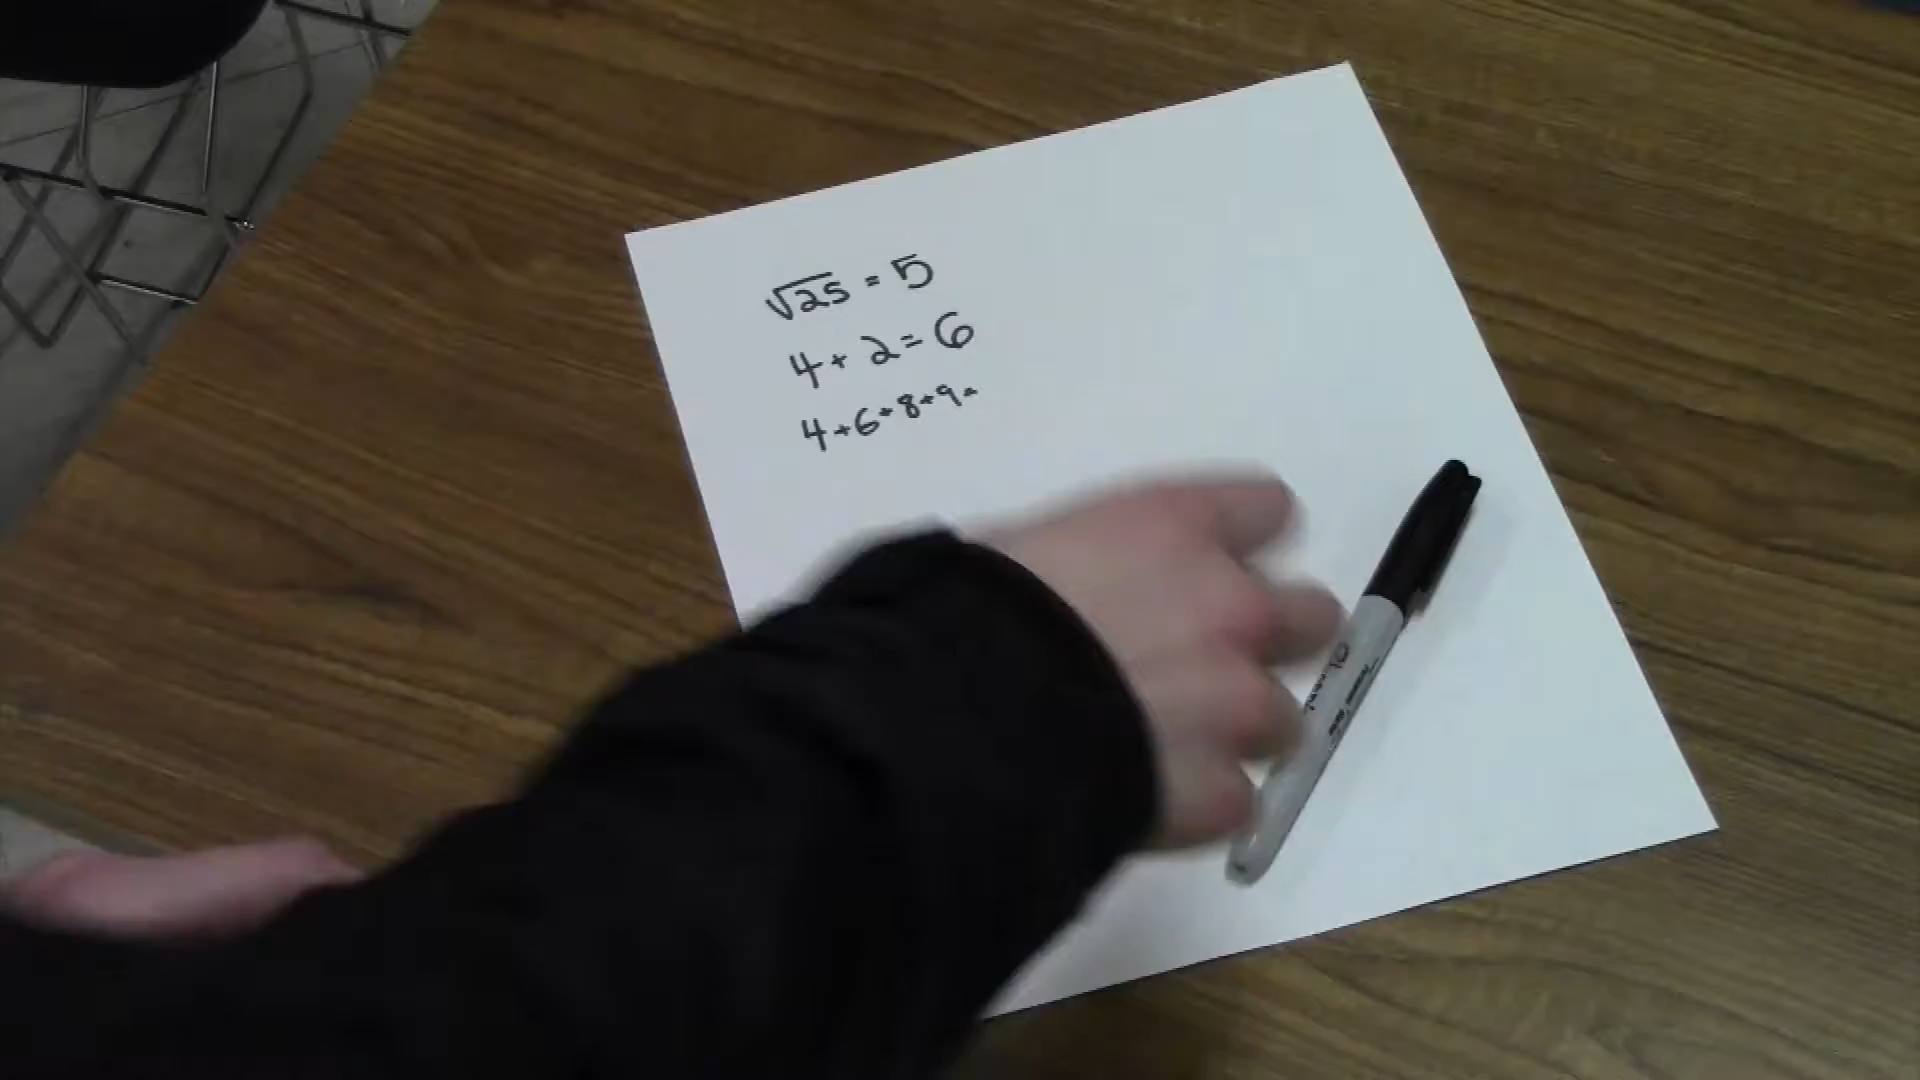 √25 = 5
4 + 2 = 6
4 + 6 + 8 + 9 =